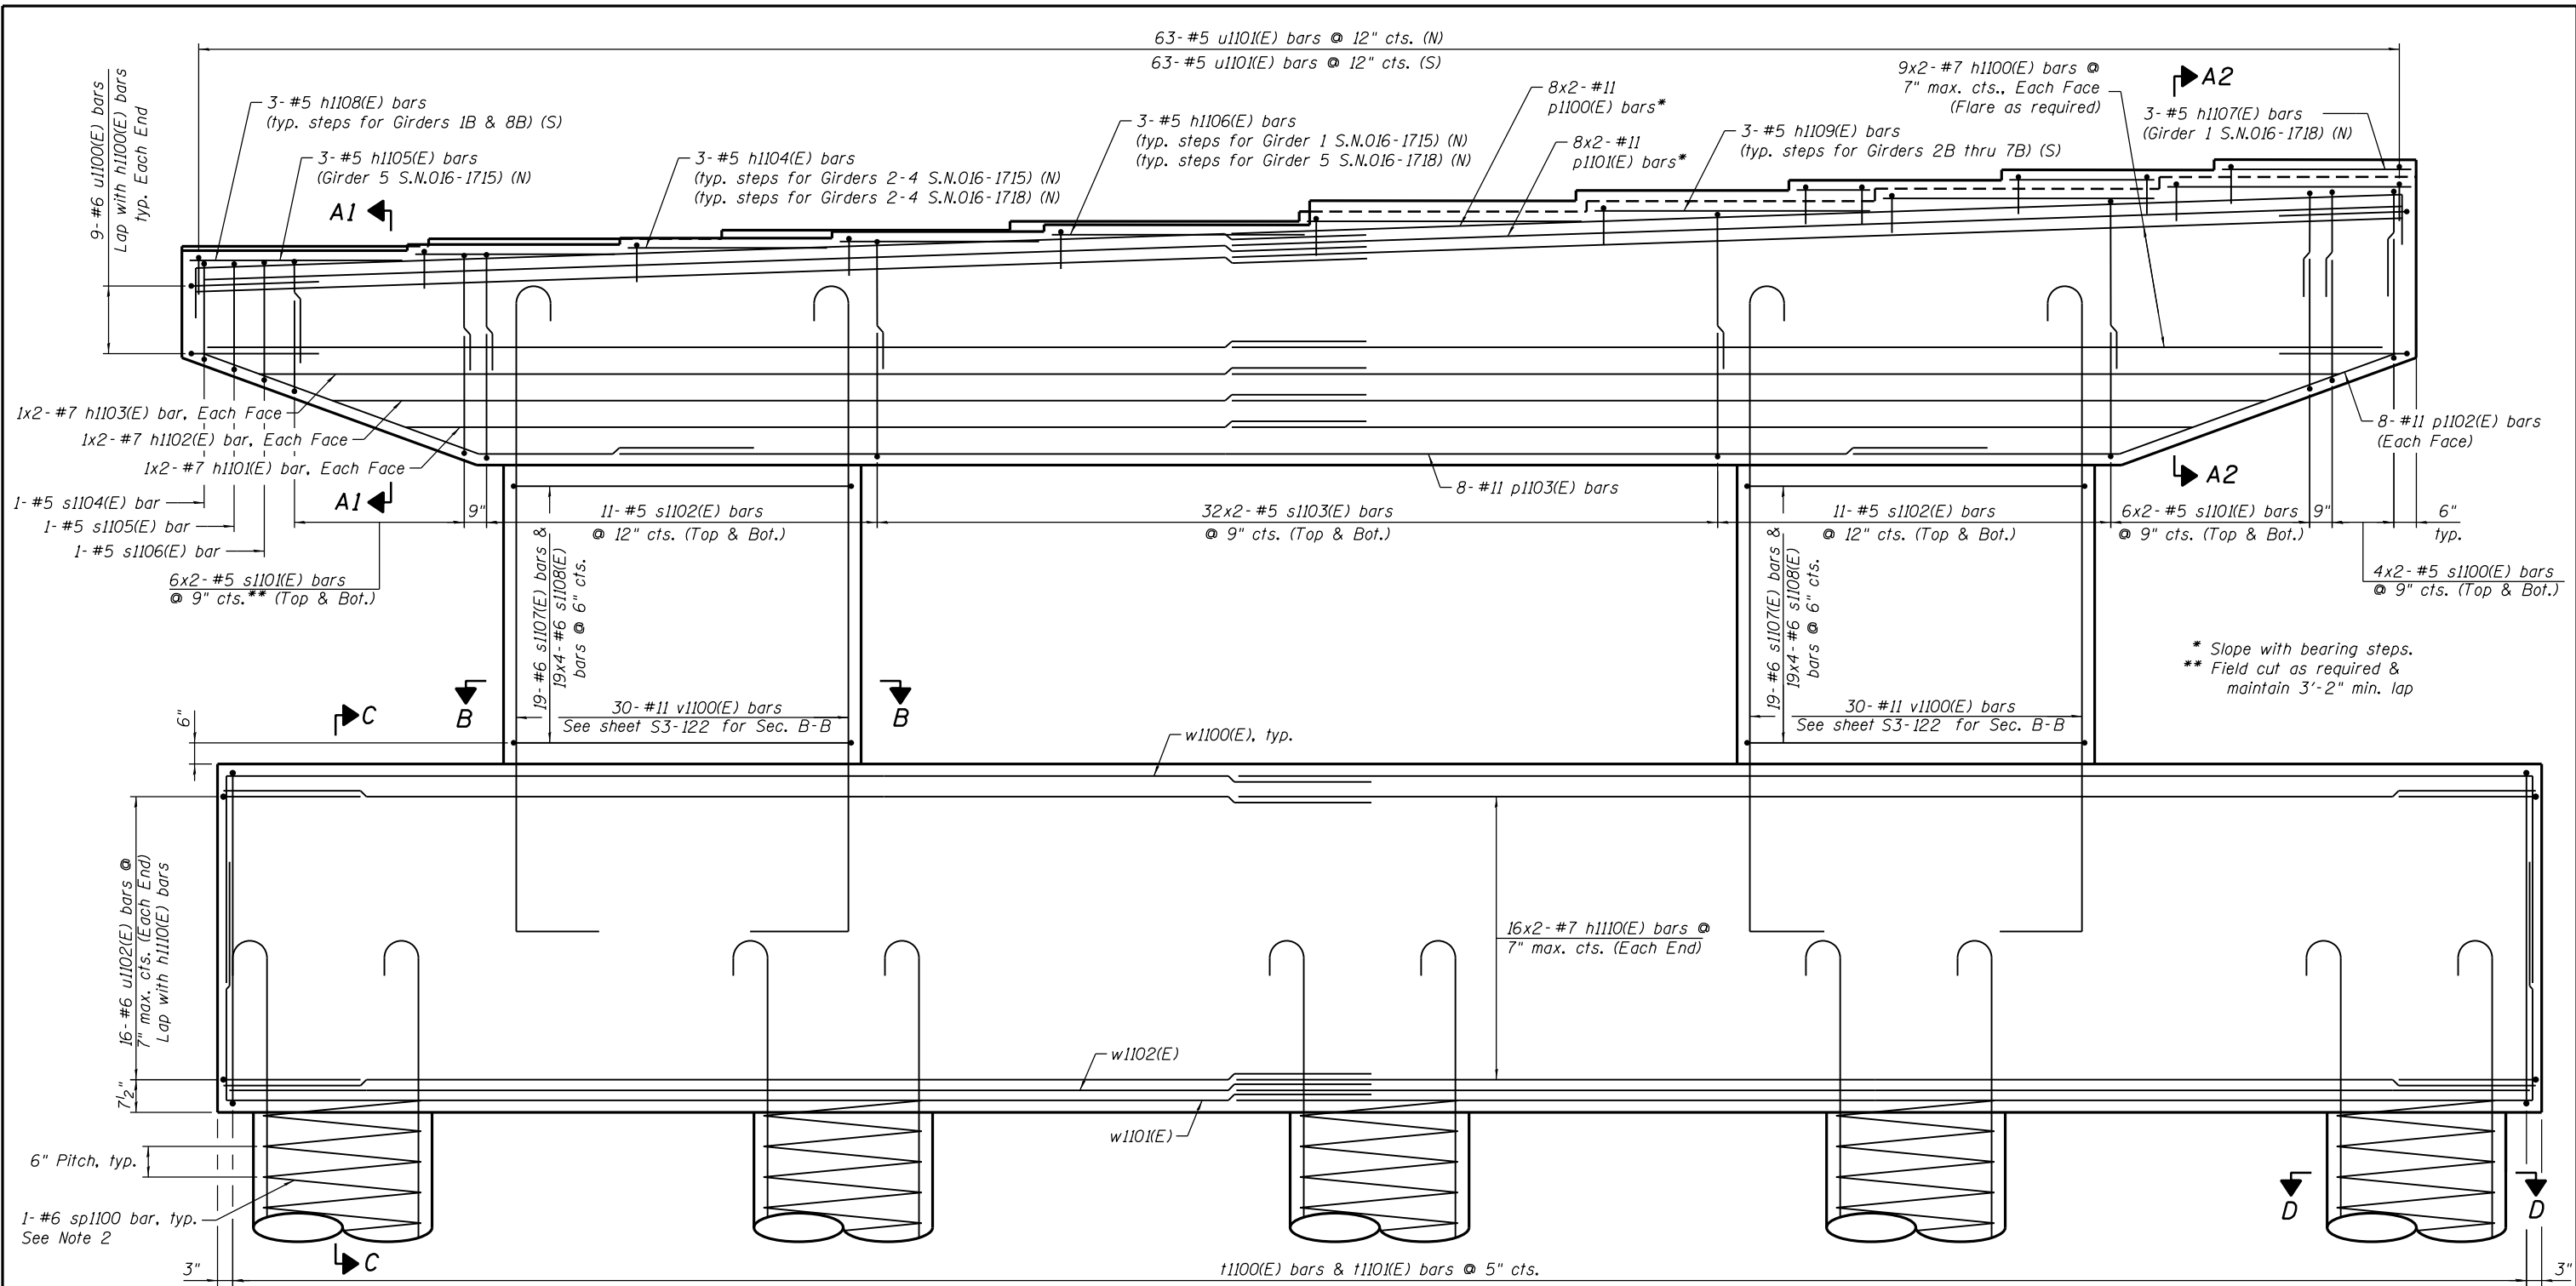 63-#5 u1101(E) bars @ 12" cts. (N)
63-#5 u1101(E) bars @ 12" cts. (S)
9-#6 u1100(E) bars
Lap with h1100(E) bars
typ. Each End
3-#5 h1108(E) bars
(typ. steps for Girders 1B & 8B) (S)
3-#5 h1105(E) bars
(Girder 5 S.N.016-1715) (N)
A1
3-#5 h1104(E) bars
(typ. steps for Girders 2-4 S.N.016-1715) (N)
(typ. steps for Girders 2-4 S.N.016-1718) (N)
3-#5 h1106(E) bars
(typ. steps for Girder 1 S.N.016-1715) (N)
(typ. steps for Girder 5 S.N.016-1718) (N)
8x2-#11
p1100(E) bars*
8x2-#11
p1101(E) bars*
3-#5 h1109(E) bars
(typ. steps for Girders 2B thru 7B) (S)
9x2-#7 h1100(E) bars @
7" max. cts., Each Face
(Flare as required)
A2
3-#5 h1107(E) bars
(Girder 1 S.N.016-1718) (N)
1x2-#7 h1103(E) bar, Each Face
1x2-#7 h1102(E) bar, Each Face
1x2-#7 h1101(E) bar, Each Face
8-#11 p1102(E) bars
(Each Face)
A1
A2
8-#11 p1103(E) bars
1-#5 s1104(E) bar
1-#5 s1105(E) bar
1-#5 s1106(E) bar
6x2-#5 s1101(E) bars
@ 9" cts.** (Top & Bot.)
9"
11-#5 s1102(E) bars
@ 12" cts. (Top & Bot.)
32x2-#5 s1103(E) bars
@ 9" cts. (Top & Bot.)
11-#5 s1102(E) bars
@ 12" cts. (Top & Bot.)
6x2-#5 s1101(E) bars
@ 9" cts. (Top & Bot.)
9"
6"
typ.
4x2-#5 s1100(E) bars
@ 9" cts. (Top & Bot.)
19-#6 s1107(E) bars &
19x4-#6 s1108(E)
bars @ 6" cts.
19-#6 s1107(E) bars &
19x4-#6 s1108(E)
bars @ 6" cts.
* Slope with bearing steps.
** Field cut as required &
maintain 3'-2" min. lap
6"
C
B
30-#11 v1100(E) bars
See sheet S3-122 for Sec. B-B
B
30-#11 v1100(E) bars
See sheet S3-122 for Sec. B-B
w1100(E), typ.
16-#6 u1102(E) bars @
7" max. cts. (Each End)
Lap with h1110(E) bars
7½"
16x2-#7 h1110(E) bars @
7" max. cts. (Each End)
w1102(E)
w1101(E)
6" Pitch, typ.
1-#6 sp1100 bar, typ.
See Note 2
C
D
D
3"
t1100(E) bars & t1101(E) bars @ 5" cts.
3"